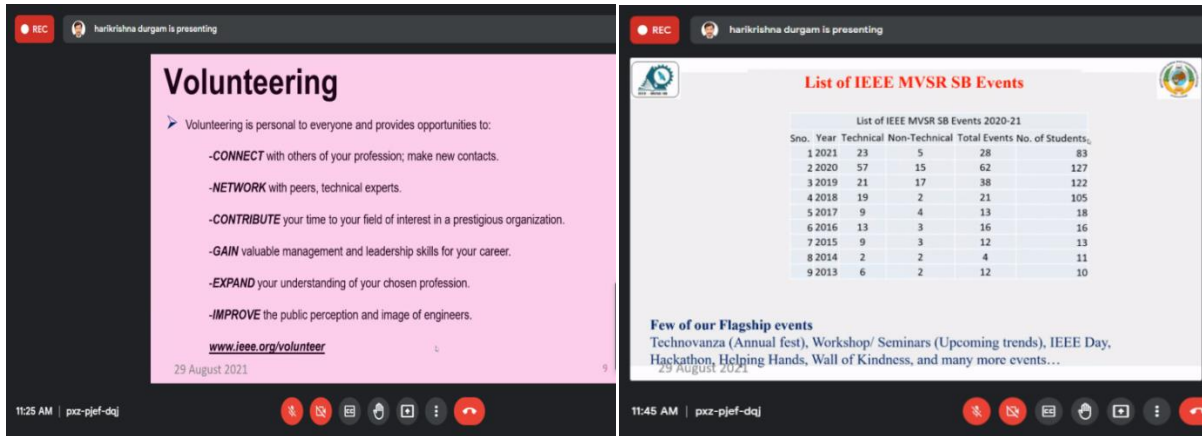 REC
harikrishna durgam is presenting
Volunteering
➤ Volunteering is personal to everyone and provides opportunities to:
-CONNECT with others of your profession; make new contacts.
-NETWORK with peers, technical experts.
-CONTRIBUTE your time to your field of interest in a prestigious organization.
-GAIN valuable management and leadership skills for your career.
-EXPAND your understanding of your chosen profession.
-IMPROVE the public perception and image of engineers.
www.ieee.org/volunteer
29 August 2021
9
11:25 AM | pxz-pjef-dqj
REC
harikrishna durgam is presenting
List of IEEE MVSR SB Events
List of IEEE MVSR SB Events 2020-21
Sno. Year Technical Non-Technical Total Events No. of Students
1 2021 23 5 28 83
2 2020 57 15 62 127
3 2019 21 17 38 122
4 2018 19 2 21 105
5 2017 9 4 13 18
6 2016 13 3 16 16
7 2015 9 3 12 13
8 2014 2 2 4 11
9 2013 6 2 12 10
Few of our Flagship events
Technovanza (Annual fest), Workshop/ Seminars (Upcoming trends), IEEE Day,
Hackathon, Helping Hands, Wall of Kindness, and many more events…
29 August 2021
11:45 AM | pxz-pjef-dqj